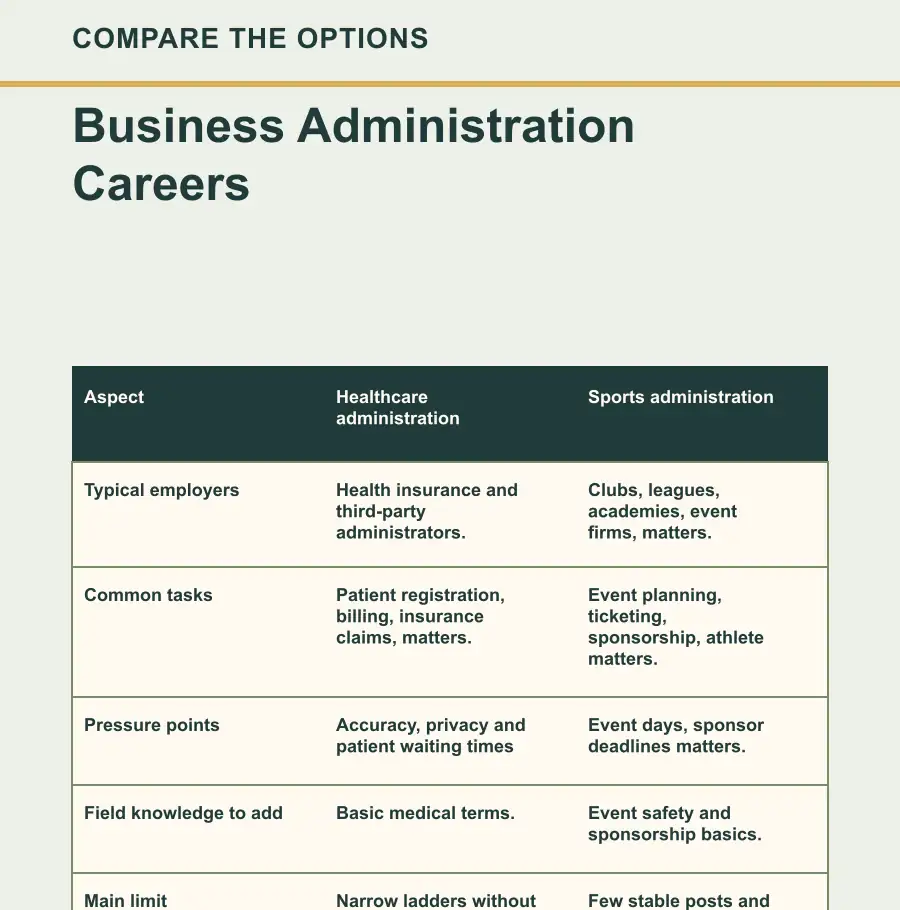 COMPARE THE OPTIONS
Business Administration
Careers
Aspect
Healthcare
administration
Sports administration
Typical employers
Health insurance and
third-party
administrators.
Clubs, leagues,
academies, event
firms, matters.
Common tasks
Patient registration,
billing, insurance
claims, matters.
Event planning,
ticketing,
sponsorship, athlete
matters.
Pressure points
Accuracy, privacy and
patient waiting times
Event days, sponsor
deadlines matters.
Field knowledge to add
Basic medical terms.
Event safety and
sponsorship basics.
Main limit
Narrow ladders without
Few stable posts and